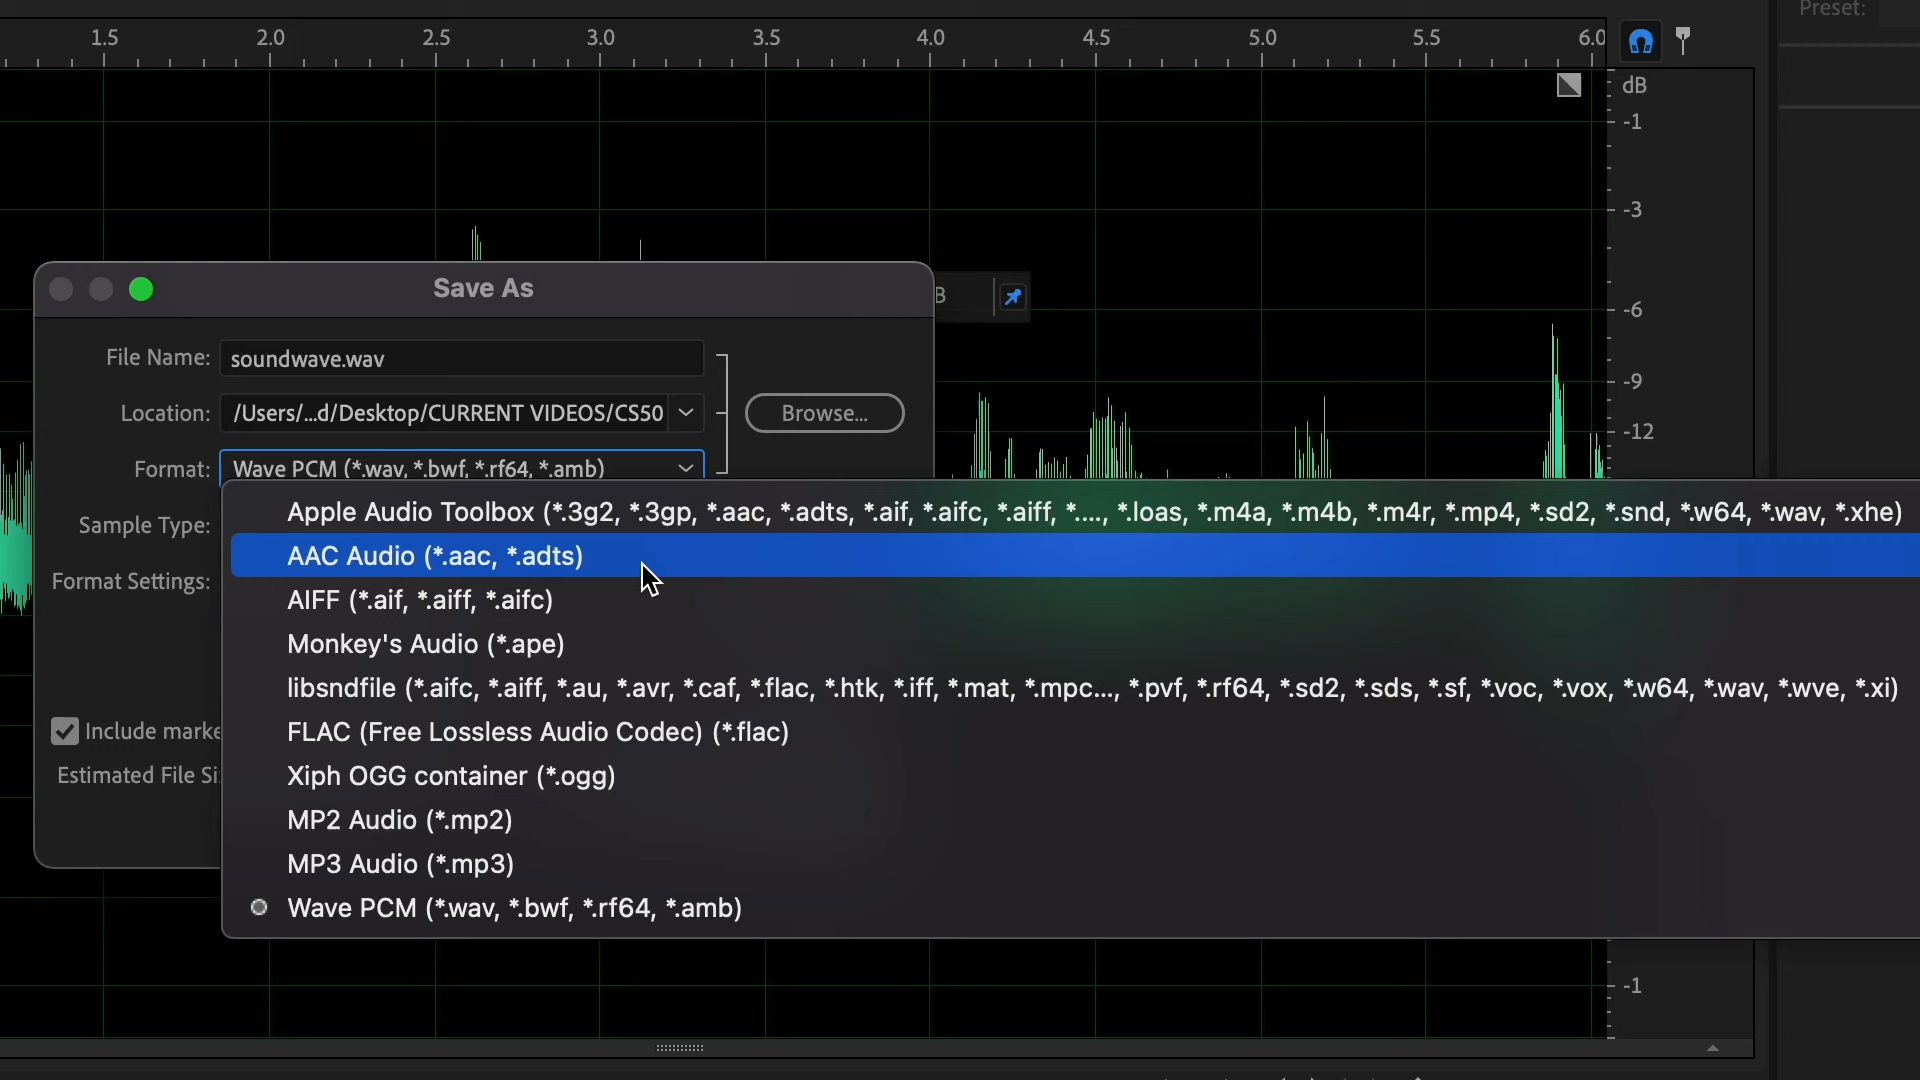 Preset:
1.5 2.0 2.5 3.0 3.5 4.0 4.5 5.0 5.5 6.0
dB
-1
-3
-6
-9
-12
-1
Save As
B
File Name: soundwave.wav
Location: /Users/...d/Desktop/CURRENT VIDEOS/CS50
Browse...
Format: Wave PCM (*.wav, *.bwf, *.rf64, *.amb)
Sample Type:
Format Settings:
Include marke
Estimated File Si
Apple Audio Toolbox (*.3g2, *.3gp, *.aac, *.adts, *.aif, *.aifc, *.aiff, *...., *.loas, *.m4a, *.m4b, *.m4r, *.mp4, *.sd2, *.snd, *.w64, *.wav, *.xhe)
AAC Audio (*.aac, *.adts)
AIFF (*.aif, *.aiff, *.aifc)
Monkey's Audio (*.ape)
libsndfile (*.aifc, *.aiff, *.au, *.avr, *.caf, *.flac, *.htk, *.iff, *.mat, *.mpc..., *.pvf, *.rf64, *.sd2, *.sds, *.sf, *.voc, *.vox, *.w64, *.wav, *.wve, *.xi)
FLAC (Free Lossless Audio Codec) (*.flac)
Xiph OGG container (*.ogg)
MP2 Audio (*.mp2)
MP3 Audio (*.mp3)
Wave PCM (*.wav, *.bwf, *.rf64, *.amb)